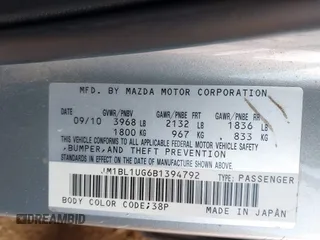 MFD. BY MAZDA MOTOR CORPORATION
GVWR/PNBV GAWR/PNBE FRT GAWR/PNBE RR
09/10 3968 LB 2132 LB 1836 LB
1800 KG 967 KG 833 KG
THIS VEHICLE CONFORMS TO ALL APPLICABLE FEDERAL MOTOR VEHICLE SAFETY
,BUMPER,AND THEFT PREVENTION
STANDARDS IN EFFECT ON THE DATE OF MANUFACTURE SHOWN ABOVE.
JM1BL1UG6B1394792 TYPE: PASSENGER
BODY COLOR CODE;38P MADE IN JAPAN
DREAMBID